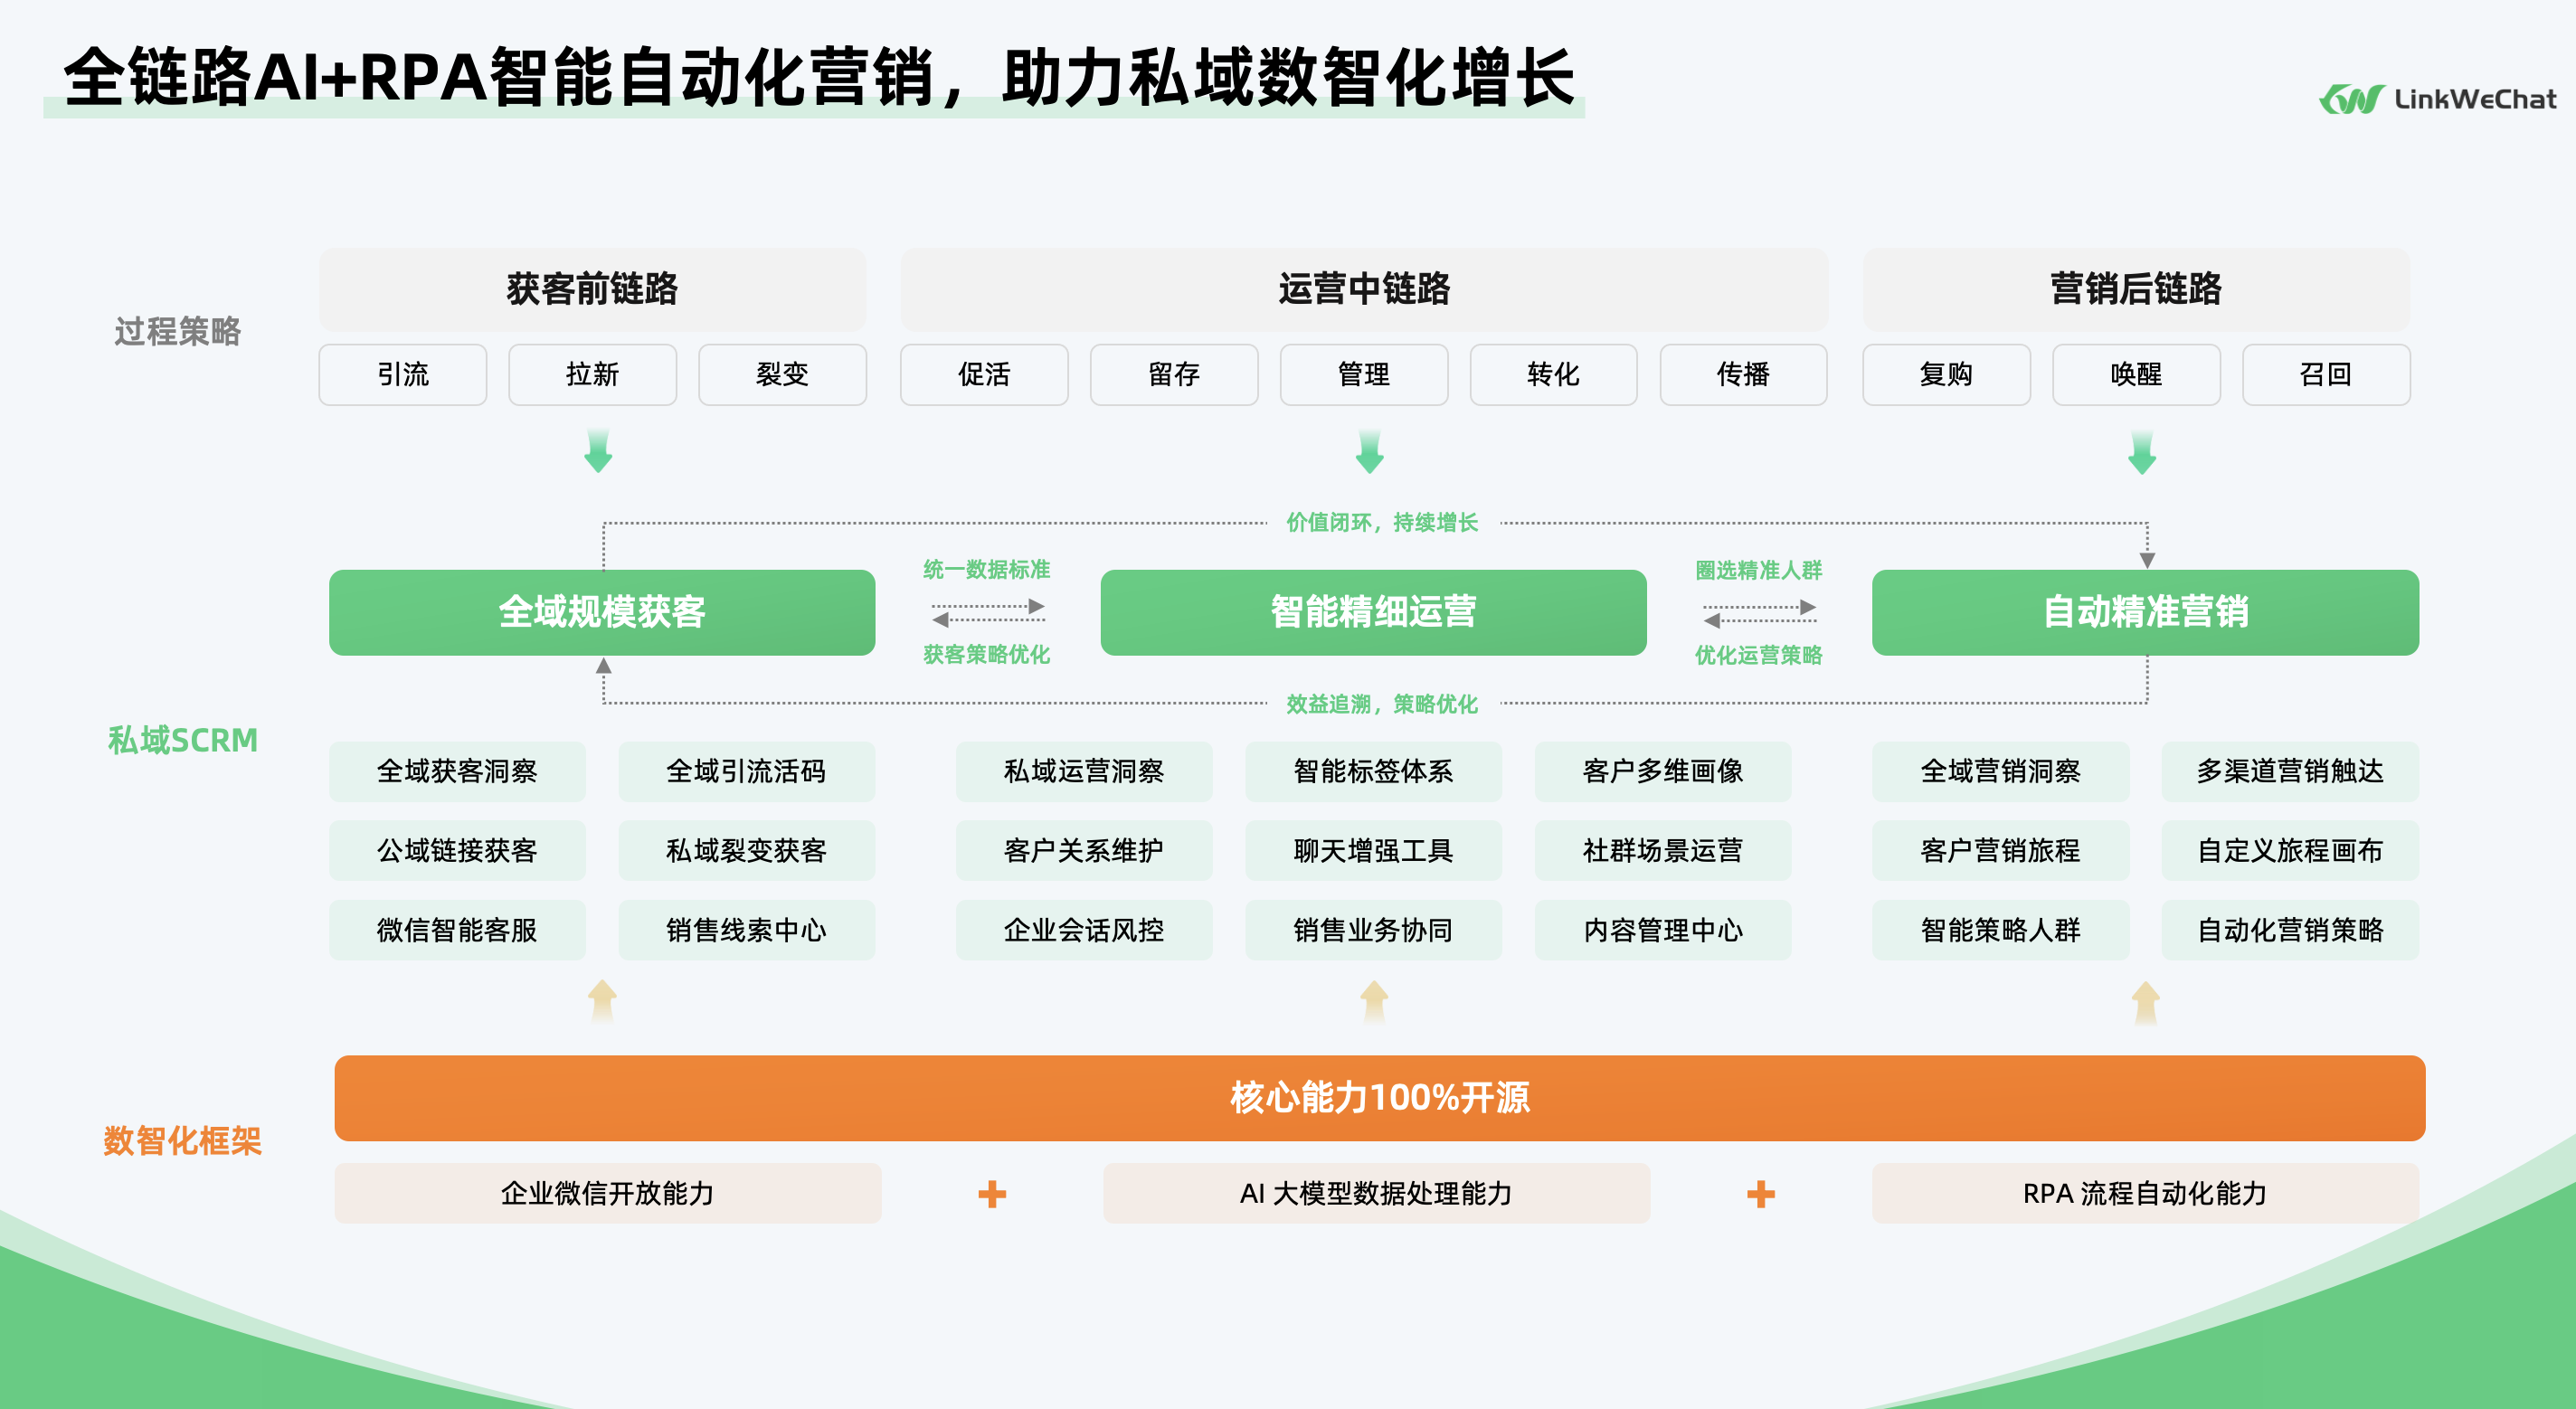 全链路AI+RPA智能自动化营销，助力私域数智化增长
LinkWeChat
过程策略
获客前链路
运营中链路
营销后链路
引流
拉新
裂变
促活
留存
管理
转化
传播
复购
唤醒
召回
价值闭环，持续增长
全域规模获客
统一数据标准
获客策略优化
智能精细运营
圈选精准人群
优化运营策略
自动精准营销
效益追溯，策略优化
私域SCRM
全域获客洞察
全域引流活码
私域运营洞察
智能标签体系
客户多维画像
全域营销洞察
多渠道营销触达
公域链接获客
私域裂变获客
客户关系维护
聊天增强工具
社群场景运营
客户营销旅程
自定义旅程画布
微信智能客服
销售线索中心
企业会话风控
销售业务协同
内容管理中心
智能策略人群
自动化营销策略
数智化框架
核心能力100%开源
企业微信开放能力
+
AI 大模型数据处理能力
+
RPA 流程自动化能力